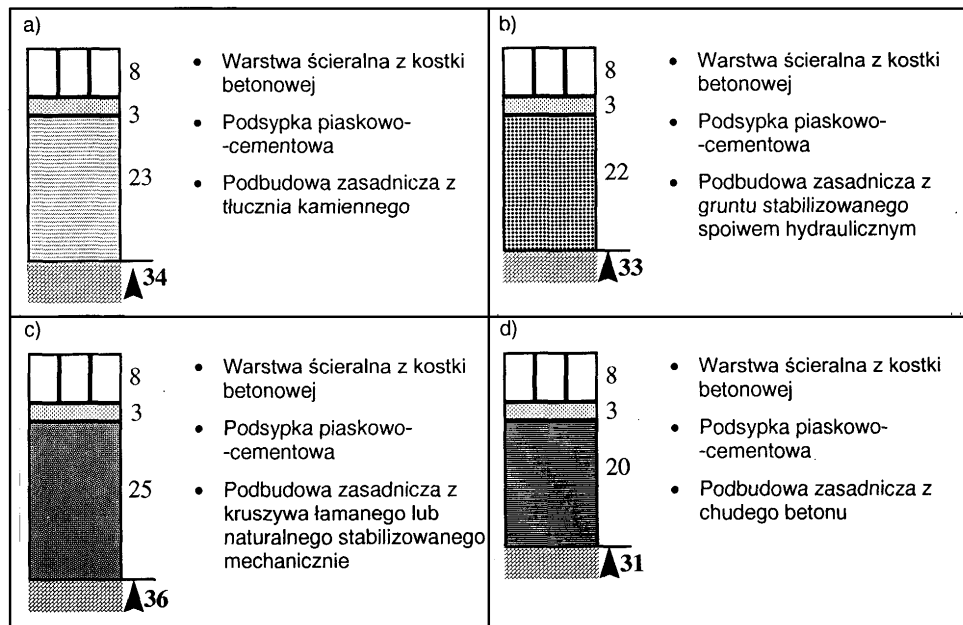 a)
8
3
23
34
• Warstwa ścieralna z kostki
betonowej
• Podsypka piaskowo-
-cementowa
• Podbudowa zasadnicza z
tłucznia kamiennego
b)
8
3
22
33
• Warstwa ścieralna z kostki
betonowej
• Podsypka piaskowo-
-cementowa
• Podbudowa zasadnicza z
gruntu stabilizowanego
spoiwem hydraulicznym
c)
8
3
25
36
• Warstwa ścieralna z kostki
betonowej
• Podsypka piaskowo-
-cementowa
• Podbudowa zasadnicza z
kruszywa łamanego lub
naturalnego stabilizowanego
mechanicznie
d)
8
3
20
31
• Warstwa ścieralna z kostki
betonowej
• Podsypka piaskowo-
-cementowa
• Podbudowa zasadnicza z
chudego betonu